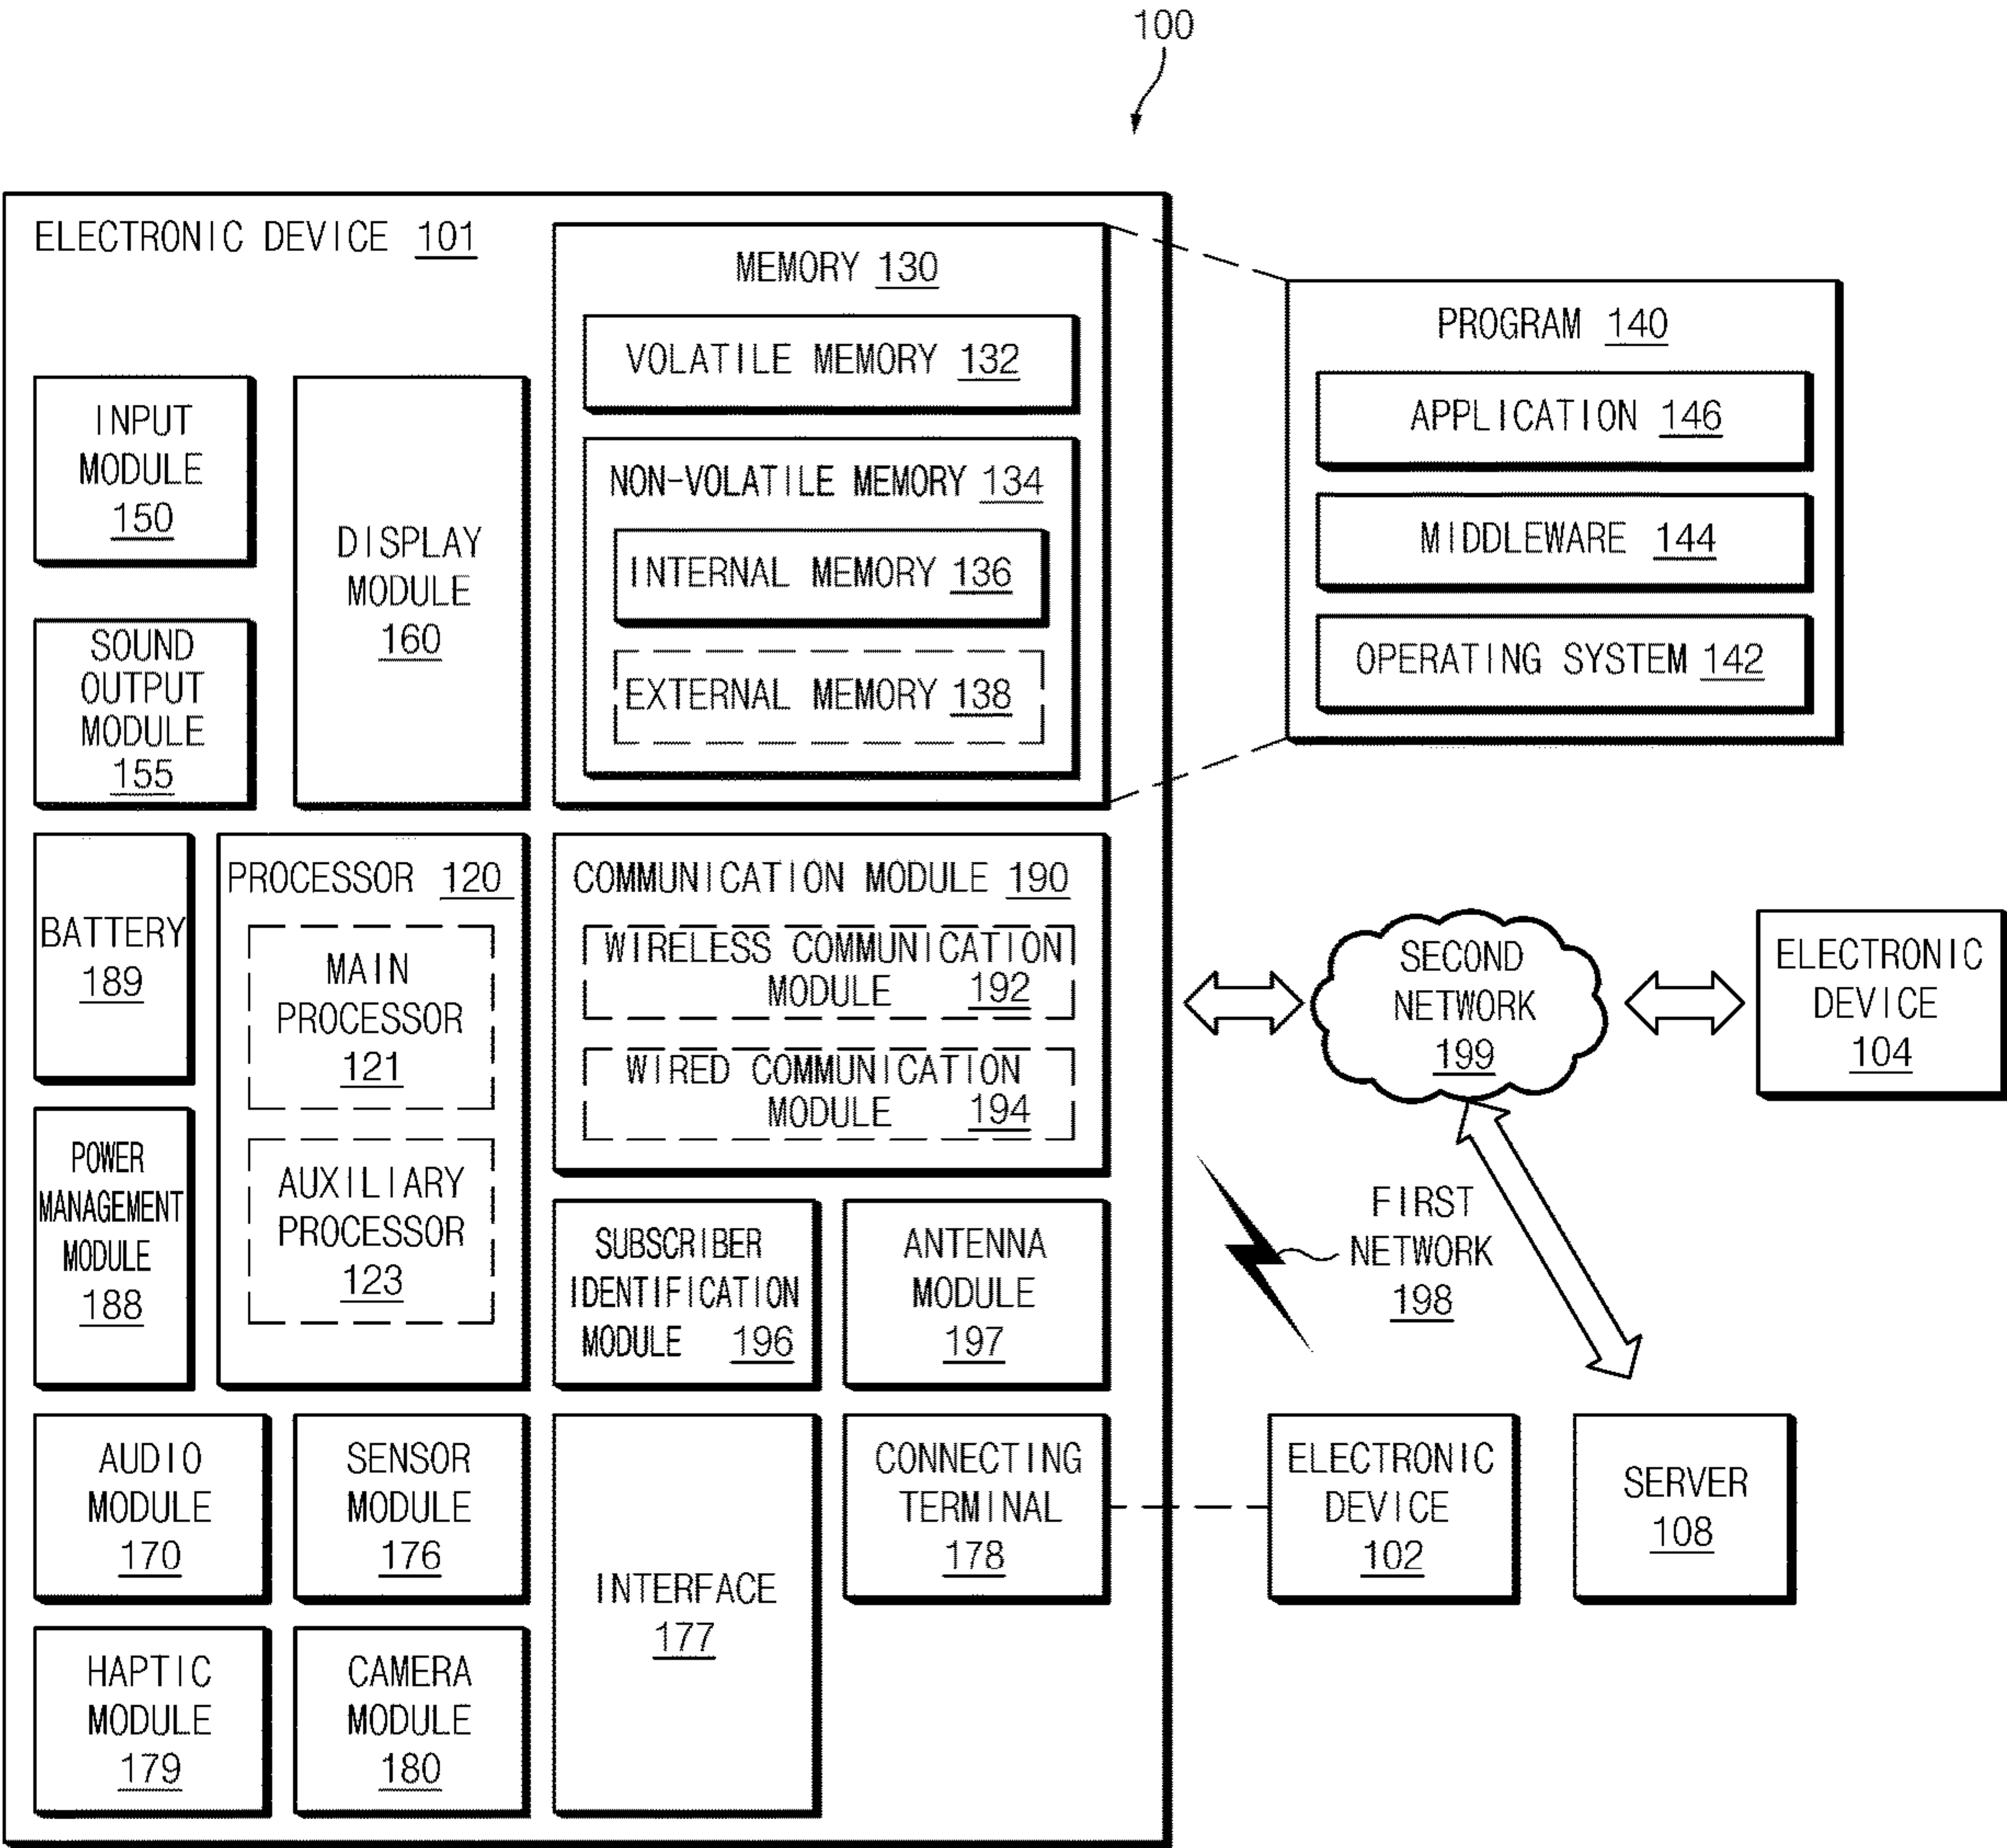 100
ELECTRONIC DEVICE 101
INPUT
MODULE
150
SOUND
OUTPUT
MODULE
155
DISPLAY
MODULE
160
MEMORY 130
VOLATILE MEMORY 132
NON-VOLATILE MEMORY 134
INTERNAL MEMORY 136
EXTERNAL MEMORY 138
PROGRAM 140
APPLICATION 146
MIDDLEWARE 144
OPERATING SYSTEM 142
BATTERY
189
POWER
MANAGEMENT
MODULE
188
PROCESSOR 120
MAIN
PROCESSOR
121
AUXILIARY
PROCESSOR
123
COMMUNICATION MODULE 190
WIRELESS COMMUNICATION
MODULE 192
WIRED COMMUNICATION
MODULE 194
SUBSCRIBER
IDENTIFICATION
MODULE 196
ANTENNA
MODULE
197
SECOND
NETWORK
199
ELECTRONIC
DEVICE
104
FIRST
NETWORK
198
AUDIO
MODULE
170
SENSOR
MODULE
176
INTERFACE
177
CONNECTING
TERMINAL
178
ELECTRONIC
DEVICE
102
SERVER
108
HAPTIC
MODULE
179
CAMERA
MODULE
180